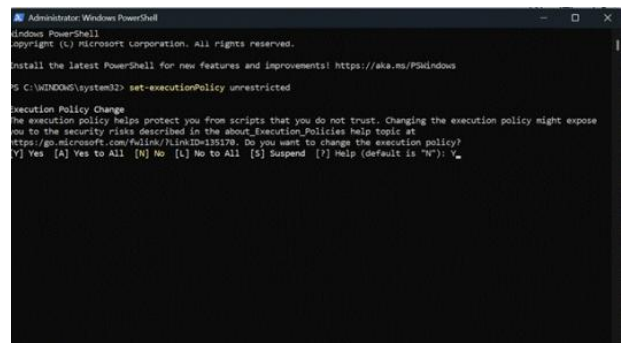 Administrator: Windows PowerShell
Windows PowerShell
Copyright (C) Microsoft Corporation. All rights reserved.
Install the latest PowerShell for new features and improvements! https://aka.ms/PSWindows
PS C:\WINDOWS\system32> set-executionPolicy unrestricted
Execution Policy Change
The execution policy helps protect you from scripts that you do not trust. Changing the execution policy might expose
you to the security risks described in the about_Execution_Policies help topic at
https:/go.microsoft.com/fwlink/?LinkID=135170. Do you want to change the execution policy?
[Y] Yes [A] Yes to All [N] No [L] No to All [S] Suspend [?] Help (default is "N"): Y